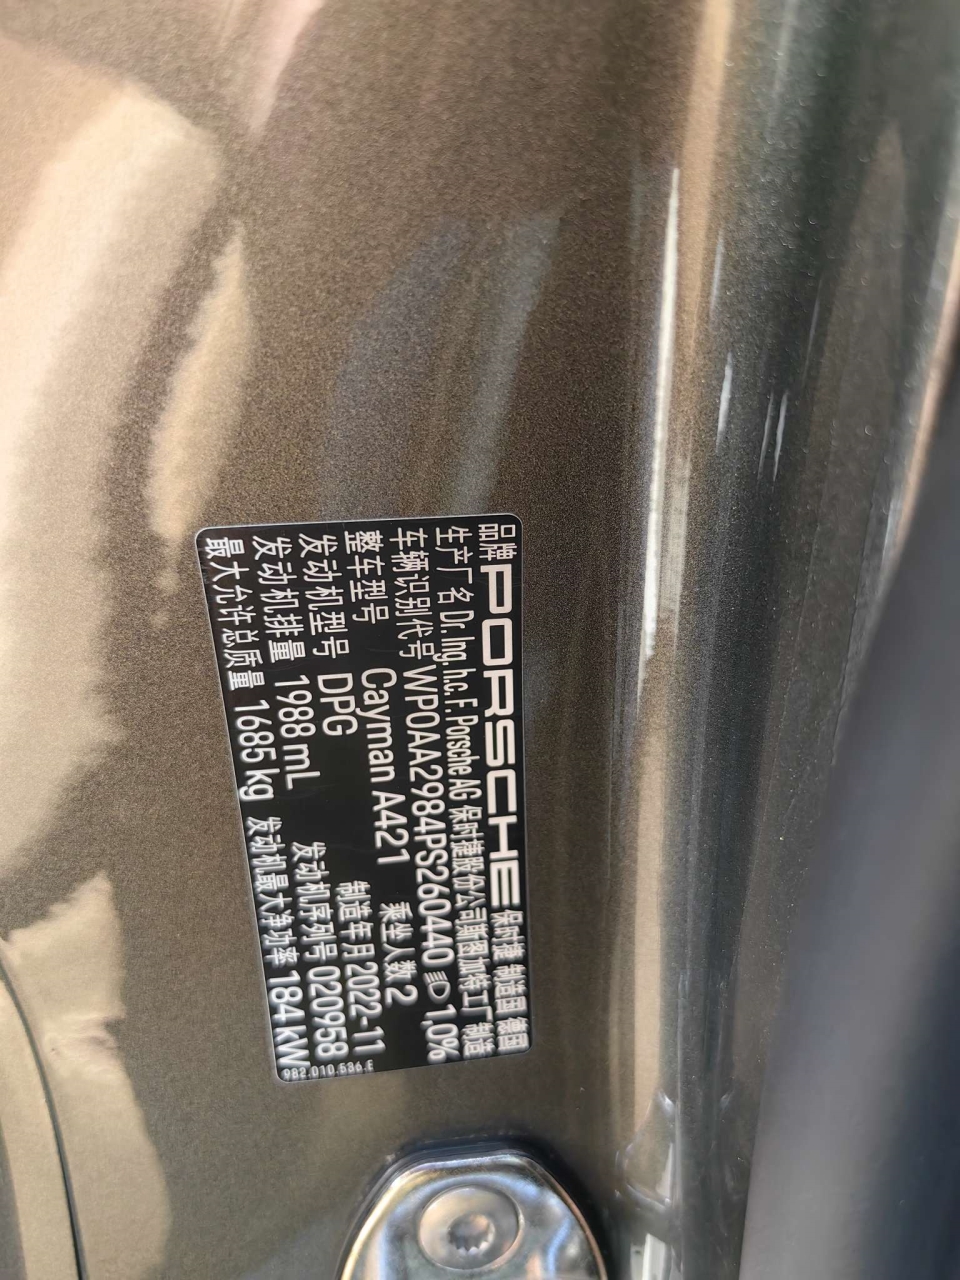 品牌 PORSCHE 保时捷 制造国 德国
生产厂名 Dr. Ing. h.c. F. Porsche AG 保时捷股份公司斯图加特工厂 制造
车辆识别代号 WP0AA2984PS260440 1,0%
整车型号 Cayman A421 乘坐人数 2
发动机型号 DPG 制造年月 2022-11
发动机排量 1988 mL 发动机序列号 020958
最大允许总质量 1685 kg 发动机最大净功率 184 kW
982.010.536.E